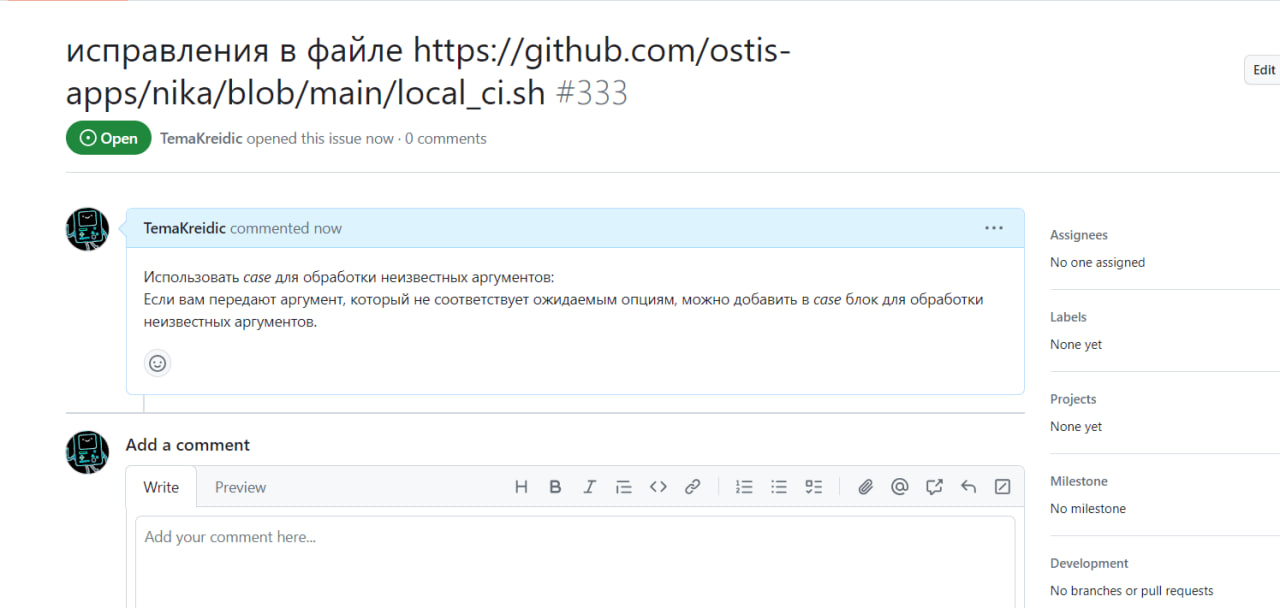 исправления в файле https://github.com/ostis-
apps/nika/blob/main/local_ci.sh #333
Edit
Open TemaKreidic opened this issue now · 0 comments
TemaKreidic commented now
Использовать case для обработки неизвестных аргументов:
Если вам передают аргумент, который не соответствует ожидаемым опциям, можно добавить в case блок для обработки
неизвестных аргументов.
Assignees
No one assigned
Labels
None yet
Projects
None yet
Milestone
No milestone
Development
No branches or pull requests
Add a comment
Write Preview
Add your comment here...